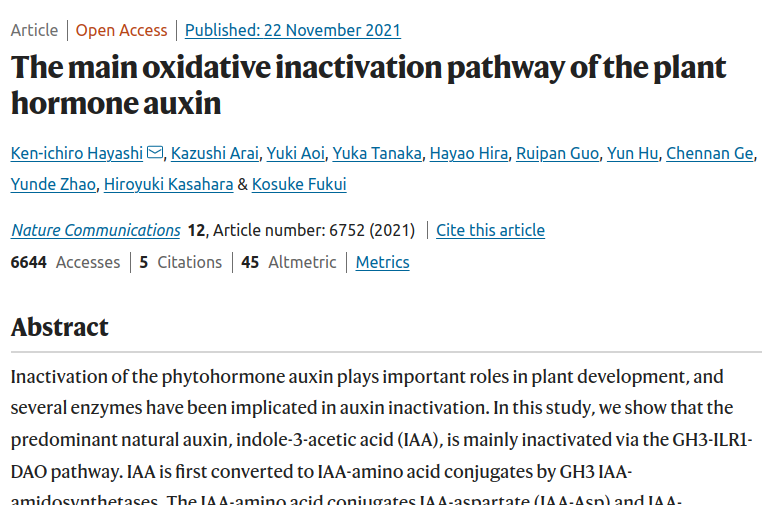 Article | Open Access | Published: 22 November 2021
The main oxidative inactivation pathway of the plant
hormone auxin
Ken-ichiro Hayashi, Kazushi Arai, Yuki Aoi, Yuka Tanaka, Hayao Hira, Ruipan Guo, Yun Hu, Chennan Ge,
Yunde Zhao, Hiroyuki Kasahara & Kosuke Fukui
Nature Communications 12, Article number: 6752 (2021) | Cite this article
6644 Accesses | 5 Citations | 45 Altmetric | Metrics
Abstract
Inactivation of the phytohormone auxin plays important roles in plant development, and
several enzymes have been implicated in auxin inactivation. In this study, we show that the
predominant natural auxin, indole-3-acetic acid (IAA), is mainly inactivated via the GH3-ILR1-
DAO pathway. IAA is first converted to IAA-amino acid conjugates by GH3 IAA-
amidosynthetases. The IAA-amino acid conjugates IAA-aspartate (IAA-Asp) and IAA-